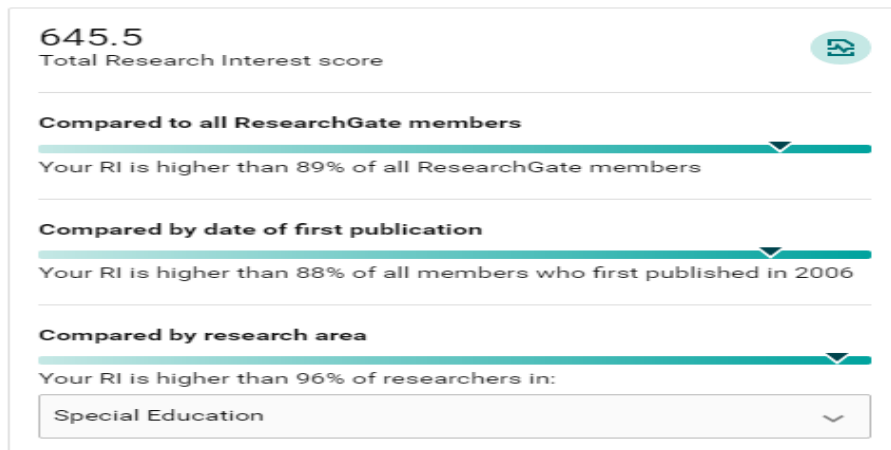 645.5
Total Research Interest score
Compared to all ResearchGate members
Your RI is higher than 89% of all ResearchGate members
Compared by date of first publication
Your RI is higher than 88% of all members who first published in 2006
Compared by research area
Your RI is higher than 96% of researchers in:
Special Education